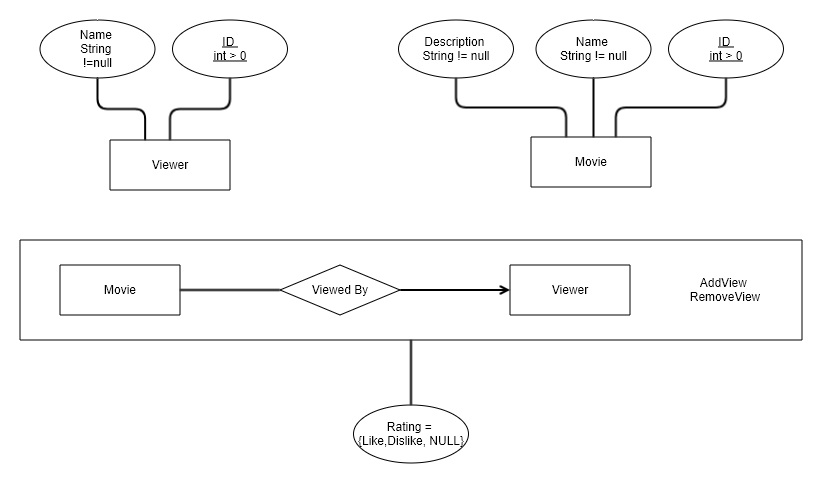 Name
String
!=null
ID
int > 0
Description
String != null
Name
String != null
ID
int > 0
Viewer
Movie
Movie
Viewed By
Viewer
AddView
RemoveView
Rating =
{Like,Dislike, NULL}